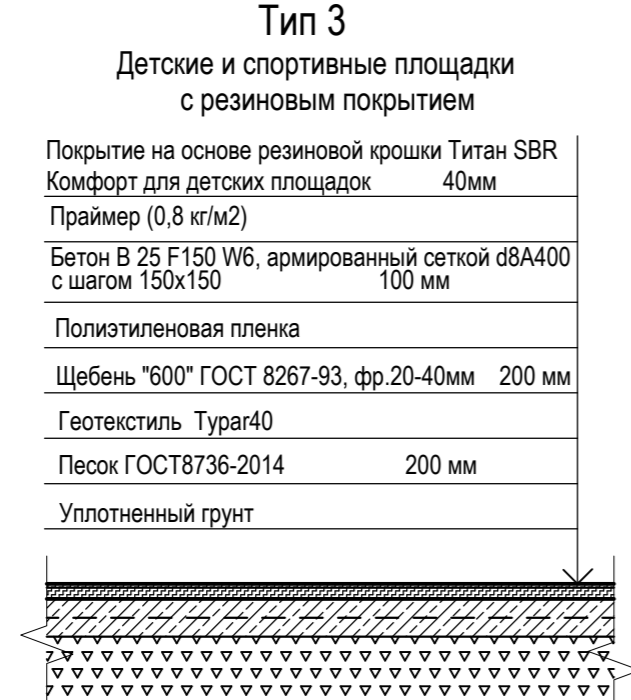 Тип 3
Детские и спортивные площадки
с резиновым покрытием
Покрытие на основе резиновой крошки Титан SBR
Комфорт для детских площадок 40мм
Праймер (0,8 кг/м2)
Бетон В 25 F150 W6, армированный сеткой d8А400
с шагом 150х150 100 мм
Полиэтиленовая пленка
Щебень "600" ГОСТ 8267-93, фр.20-40мм 200 мм
Геотекстиль Typar40
Песок ГОСТ8736-2014 200 мм
Уплотненный грунт